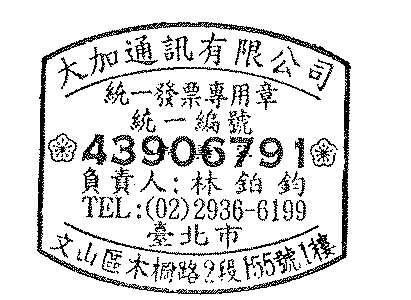 大加通訊有限公司
統一發票專用章
統一編號
43906791
負責人:林鉑鈞
TEL:(02)2936-6199
臺北市
文山區木柵路2段155號1樓